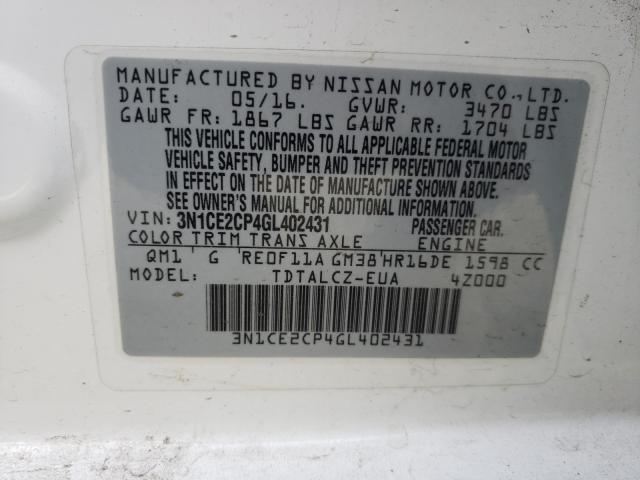 MANUFACTURED BY NISSAN MOTOR CO., LTD.
DATE: 05/16. GVWR: 3470 LBS
GAWR FR: 1867 LBS GAWR RR: 1704 LBS
THIS VEHICLE CONFORMS TO ALL APPLICABLE FEDERAL MOTOR
VEHICLE SAFETY, BUMPER AND THEFT PREVENTION STANDARDS
IN EFFECT ON THE DATE OF MANUFACTURE SHOWN ABOVE.
SEE OWNER'S MANUAL FOR ADDITIONAL INFORMATION.
VIN: 3N1CE2CP4GL402431 PASSENGER CAR.
COLOR TRIM TRANS AXLE ENGINE
QM1 G RE0F11A GM38 HR16DE 1598 CC
MODEL TDTALCZ-EUA 4Z000
3N1CE2CP4GL402431